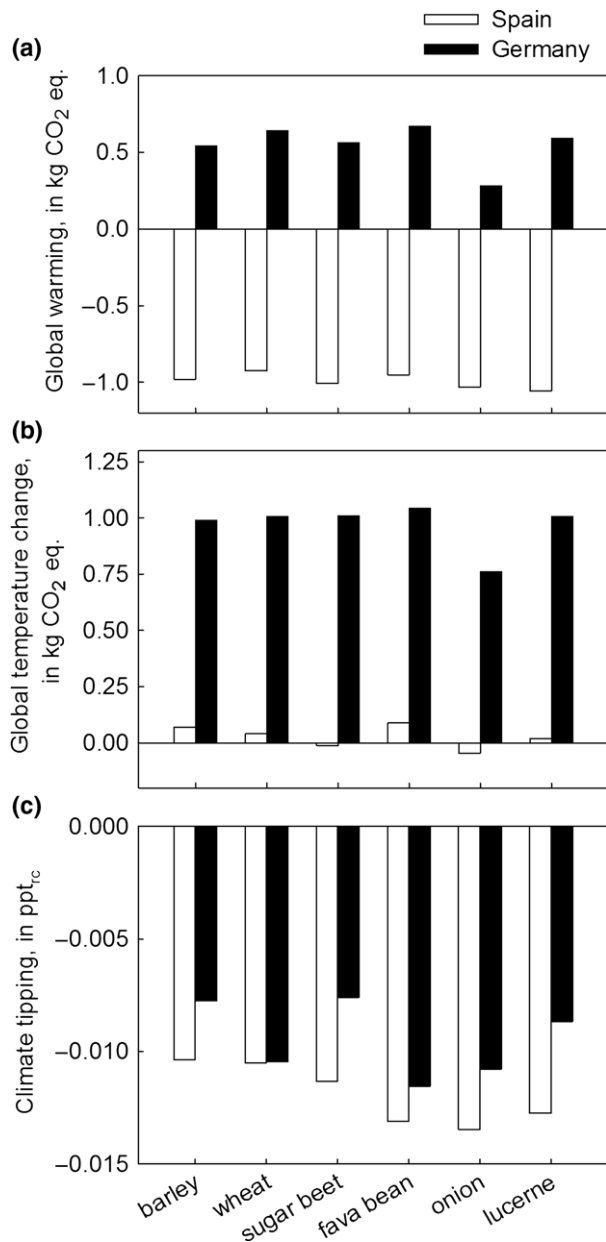 Spain
Germany
(a)
Global warming, in kg CO₂ eq.
1.0
0.5
0.0
−0.5
−1.0
(b)
Global temperature change,
in kg CO₂ eq.
1.25
1.00
0.75
0.50
0.25
0.00
(c)
Climate tipping, in ppt_rc
0.000
−0.005
−0.010
−0.015
barley
wheat
sugar beet
fava bean
onion
lucerne